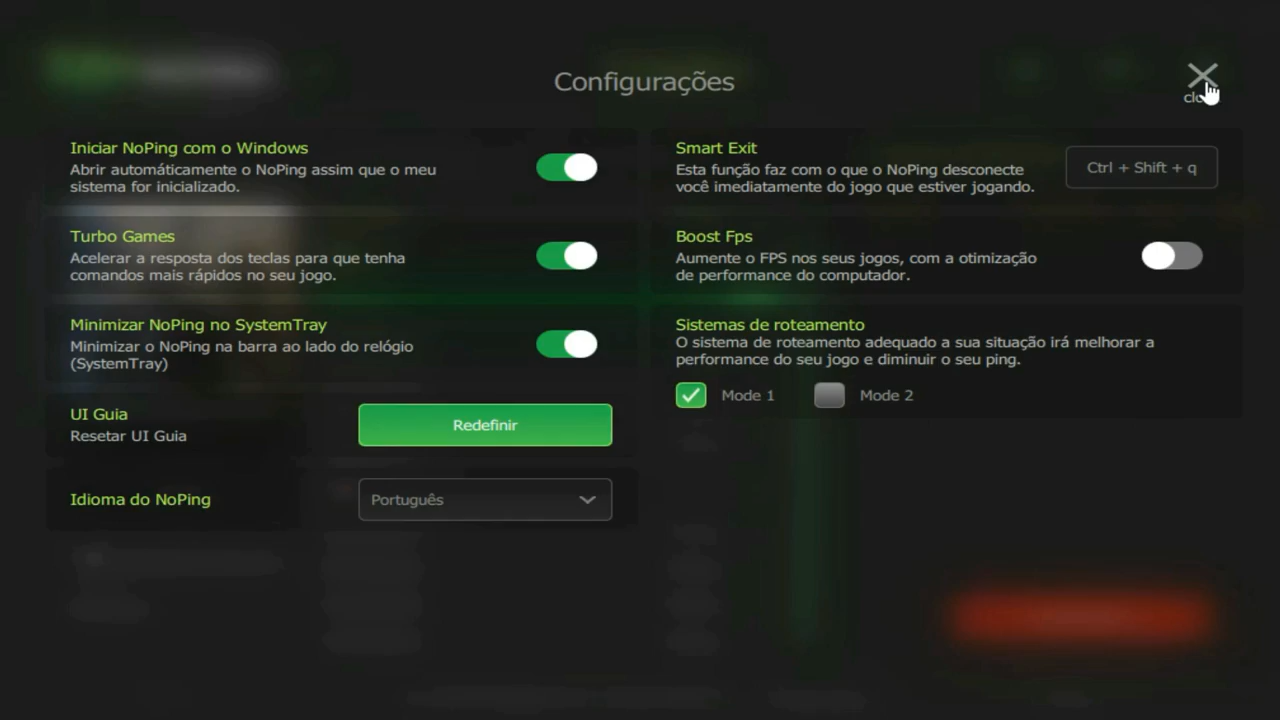 Configurações
Iniciar NoPing com o Windows
Abrir automáticamente o NoPing assim que o meu
sistema for inicializado.
Turbo Games
Acelerar a resposta dos teclas para que tenha
comandos mais rápidos no seu jogo.
Minimizar NoPing no SystemTray
Minimizar o NoPing na barra ao lado do relógio
(SystemTray)
UI Guia
Resetar UI Guia
Redefinir
Idioma do NoPing
Português
Smart Exit
Esta função faz com o que o NoPing desconecte
você imediatamente do jogo que estiver jogando.
Ctrl + Shift + q
Boost Fps
Aumente o FPS nos seus jogos, com a otimização
de performance do computador.
Sistemas de roteamento
O sistema de roteamento adequado a sua situação irá melhorar a
performance do seu jogo e diminuir o seu ping.
Mode 1
Mode 2